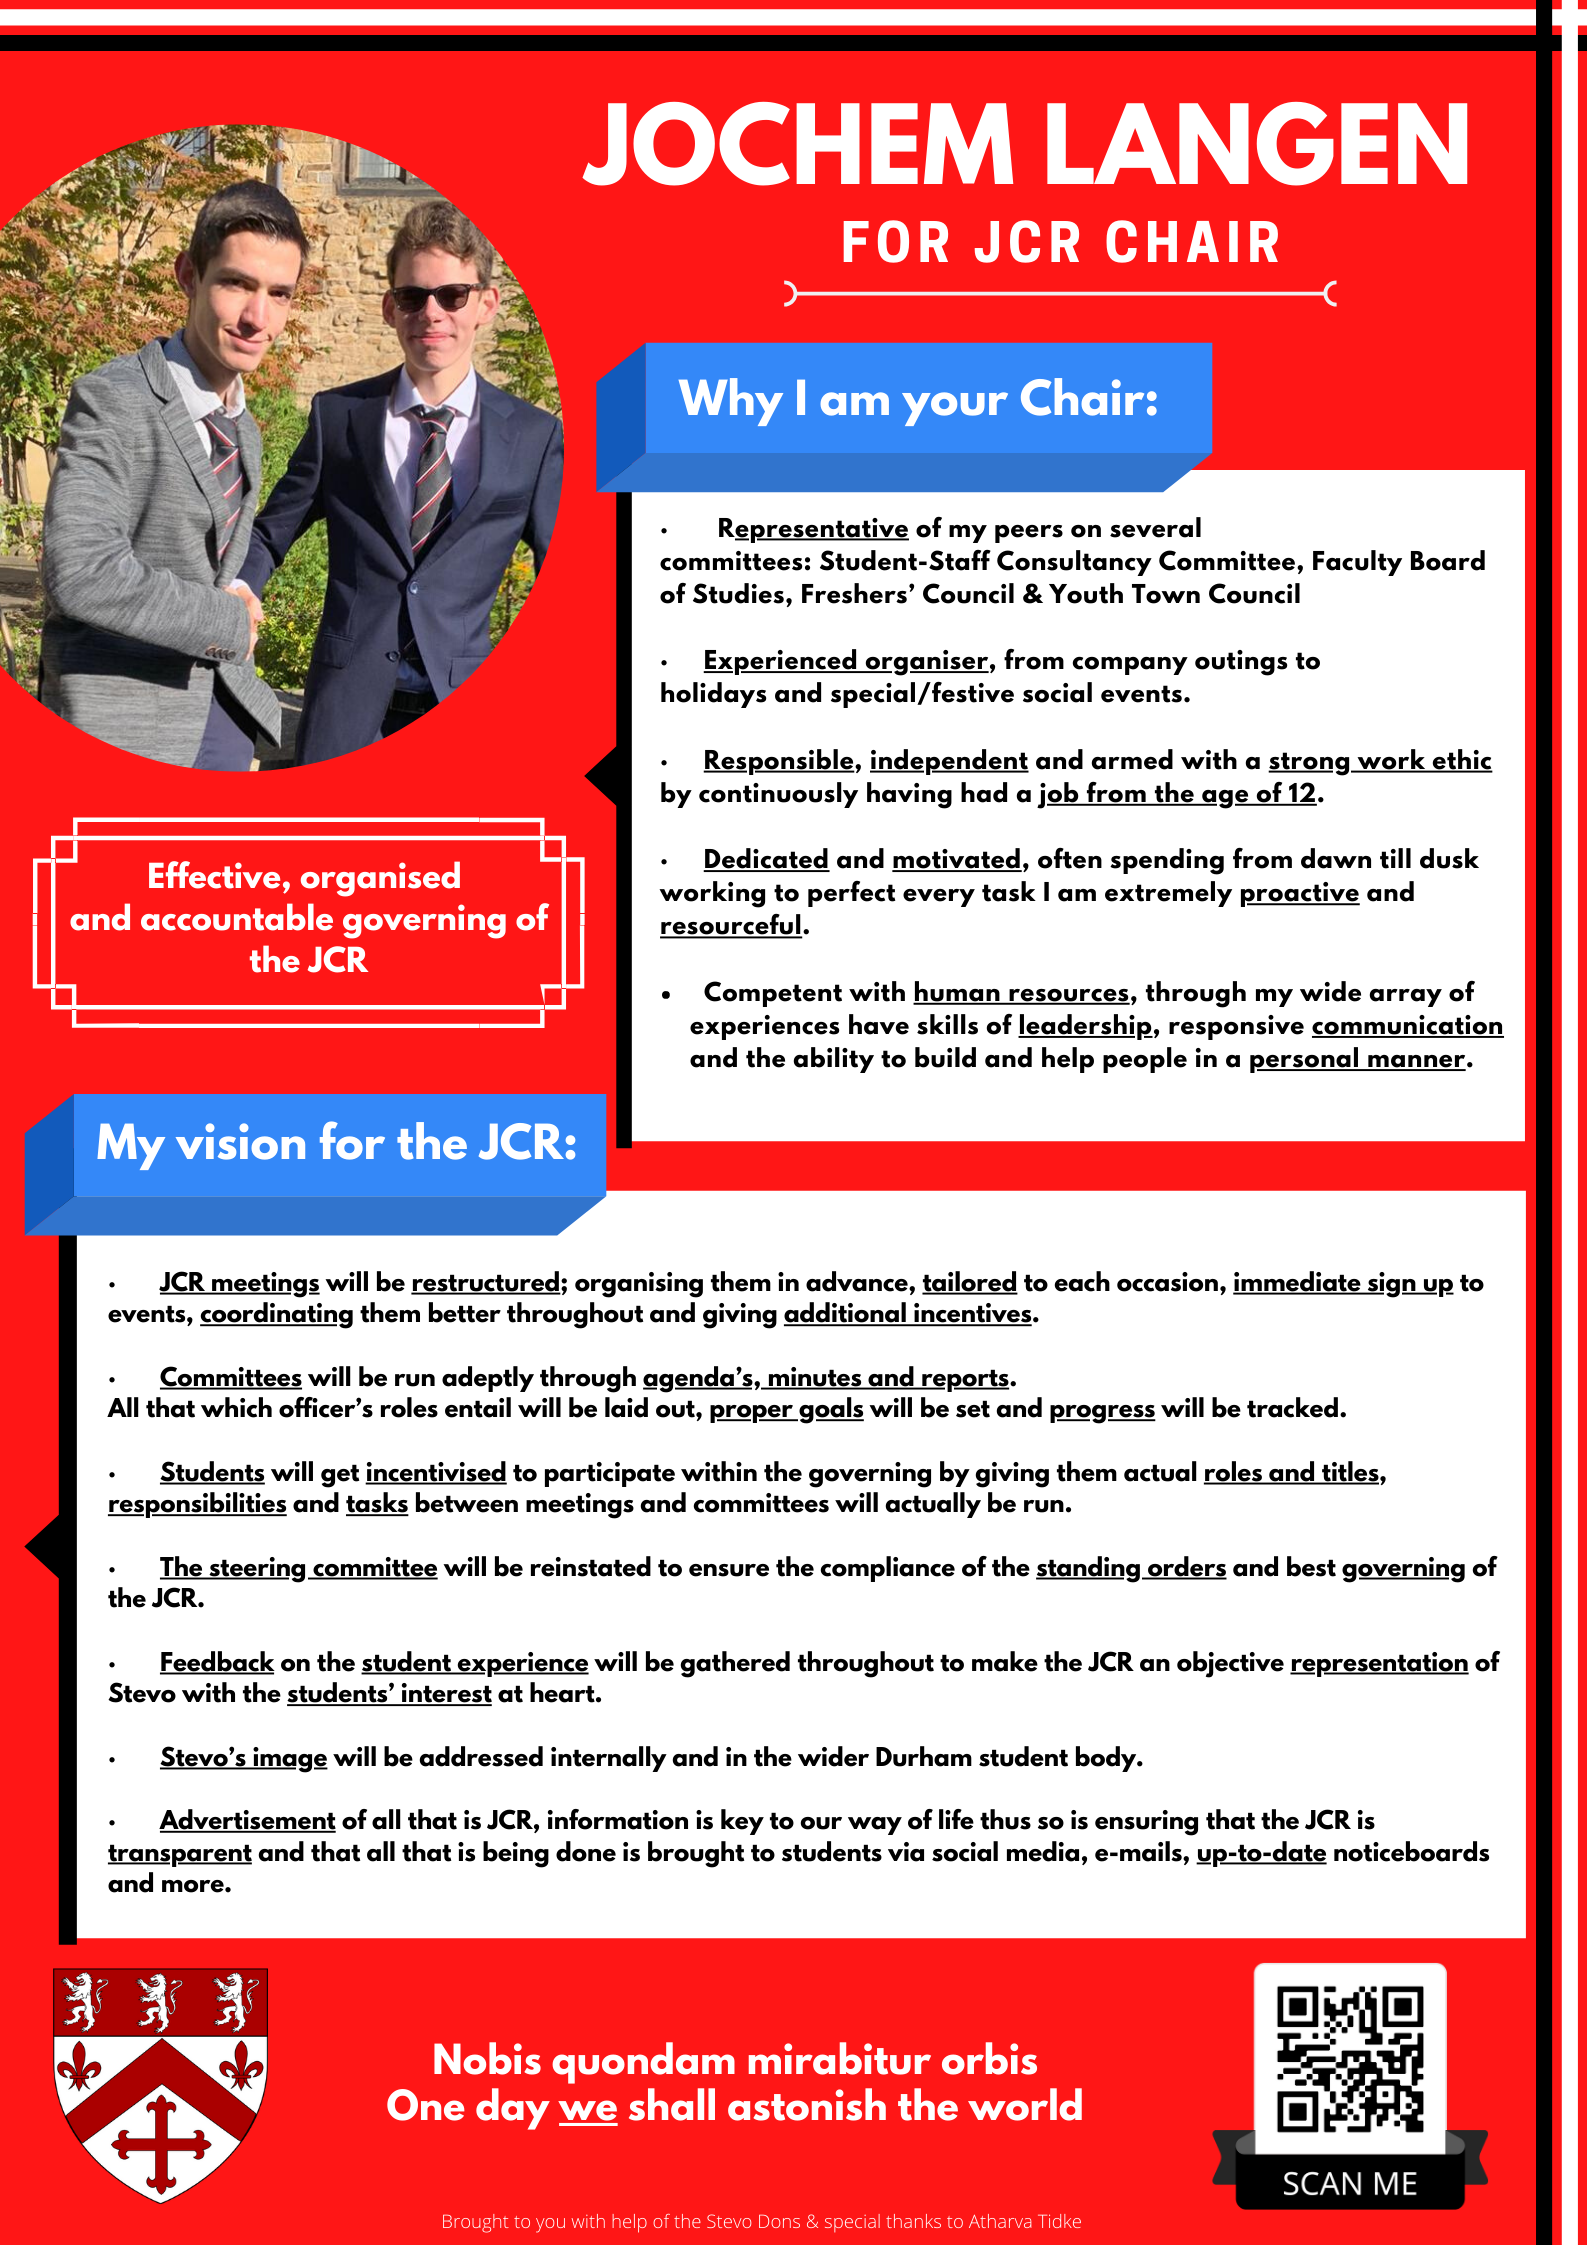 JOCHEM LANGEN
FOR JCR CHAIR
Why I am your Chair:
• Representative of my peers on several
committees: Student-Staff Consultancy Committee, Faculty Board
of Studies, Freshers’ Council & Youth Town Council
• Experienced organiser, from company outings to
holidays and special/festive social events.
• Responsible, independent and armed with a strong work ethic
by continuously having had a job from the age of 12.
• Dedicated and motivated, often spending from dawn till dusk
working to perfect every task I am extremely proactive and
resourceful.
• Competent with human resources, through my wide array of
experiences have skills of leadership, responsive communication
and the ability to build and help people in a personal manner.
Effective, organised
and accountable governing of
the JCR
My vision for the JCR:
• JCR meetings will be restructured; organising them in advance, tailored to each occasion, immediate sign up to
events, coordinating them better throughout and giving additional incentives.
• Committees will be run adeptly through agenda’s, minutes and reports.
All that which officer’s roles entail will be laid out, proper goals will be set and progress will be tracked.
• Students will get incentivised to participate within the governing by giving them actual roles and titles,
responsibilities and tasks between meetings and committees will actually be run.
• The steering committee will be reinstated to ensure the compliance of the standing orders and best governing of
the JCR.
• Feedback on the student experience will be gathered throughout to make the JCR an objective representation of
Stevo with the students’ interest at heart.
• Stevo’s image will be addressed internally and in the wider Durham student body.
• Advertisement of all that is JCR, information is key to our way of life thus so is ensuring that the JCR is
transparent and that all that is being done is brought to students via social media, e-mails, up-to-date noticeboards
and more.
Nobis quondam mirabitur orbis
One day we shall astonish the world
SCAN ME
Brought to you with help of the Stevo Dons & special thanks to Atharva Tidke